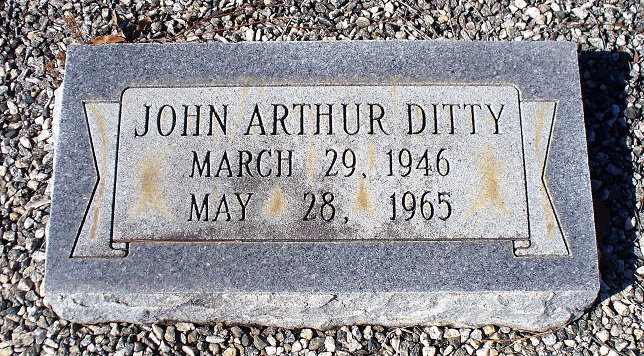 JOHN ARTHUR DITTY
MARCH 29, 1946
MAY 28, 1965